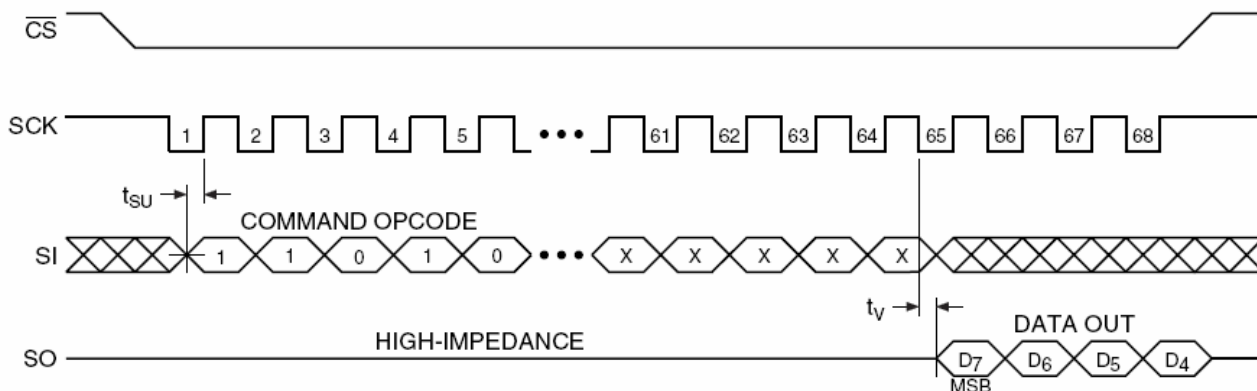 CS
SCK 1 2 3 4 5 ••• 61 62 63 64 65 66 67 68
tSU
COMMAND OPCODE
SI 1 1 0 1 0 ••• X X X X X
tV
HIGH-IMPEDANCE DATA OUT
SO D7 D6 D5 D4
MSB